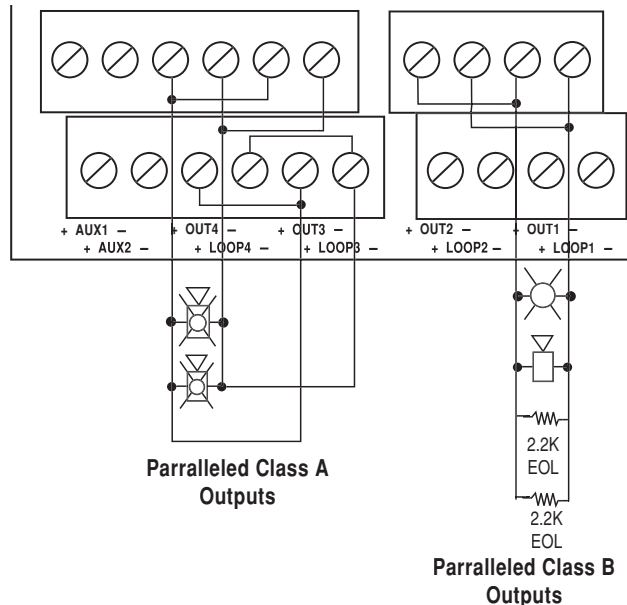 + AUX1 – + OUT4 – + OUT3 – + OUT2 – + OUT1 –
+ AUX2 – + LOOP4 – + LOOP3 – + LOOP2 – + LOOP1 –
2.2K
EOL
Parralleled Class A
Outputs
2.2K
EOL
Parralleled Class B
Outputs